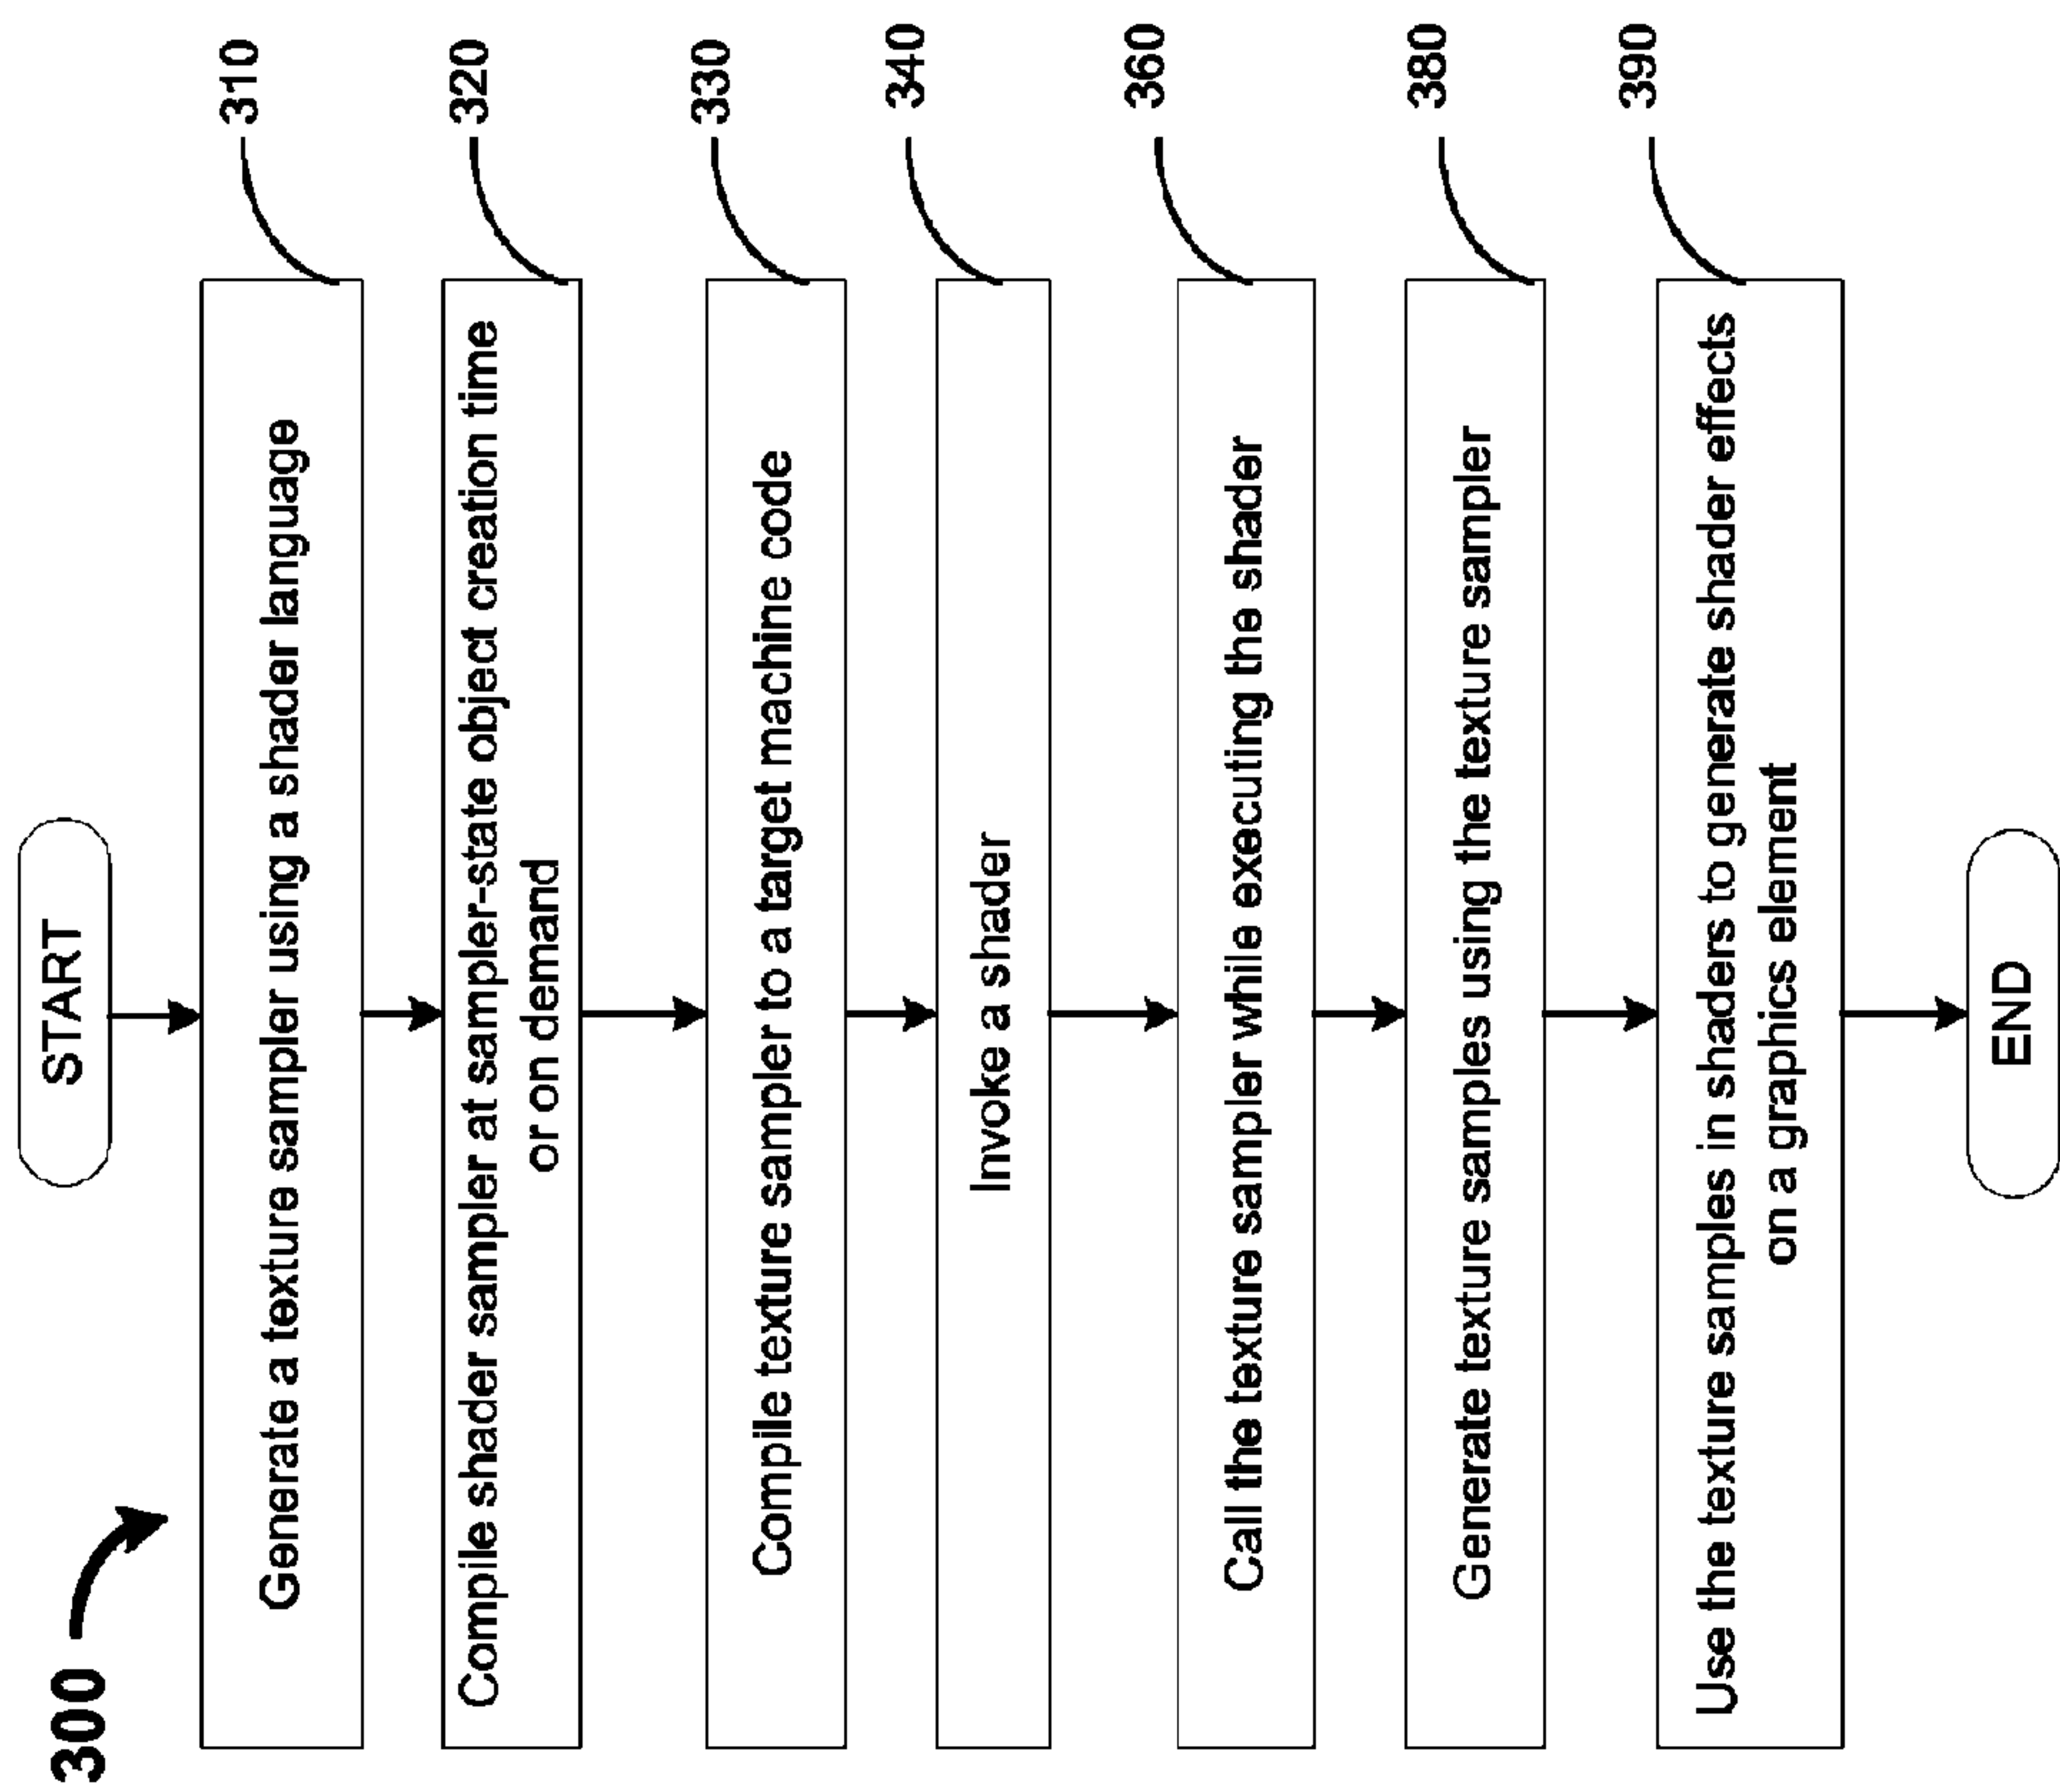 300
START
Generate a texture sampler using a shader language
310
Compile shader sampler at sampler-state object creation time
or on demand
320
Compile texture sampler to a target machine code
330
Invoke a shader
340
Call the texture sampler while executing the shader
360
Generate texture samples using the texture sampler
380
Use the texture samples in shaders to generate shader effects
on a graphics element
390
END